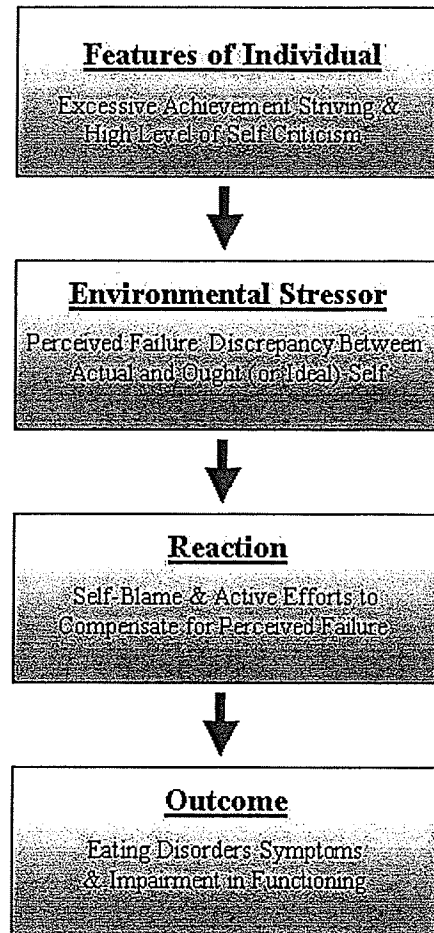 Features of Individual
Excessive Achievement Striving &
High Level of Self Criticism
Environmental Stressor
Perceived Failure, Discrepancy Between
Actual and Ought (or Ideal) Self
Reaction
Self-Blame & Active Efforts to
Compensate for Perceived Failure
Outcome
Eating Disorders Symptoms
& Impairment in Functioning